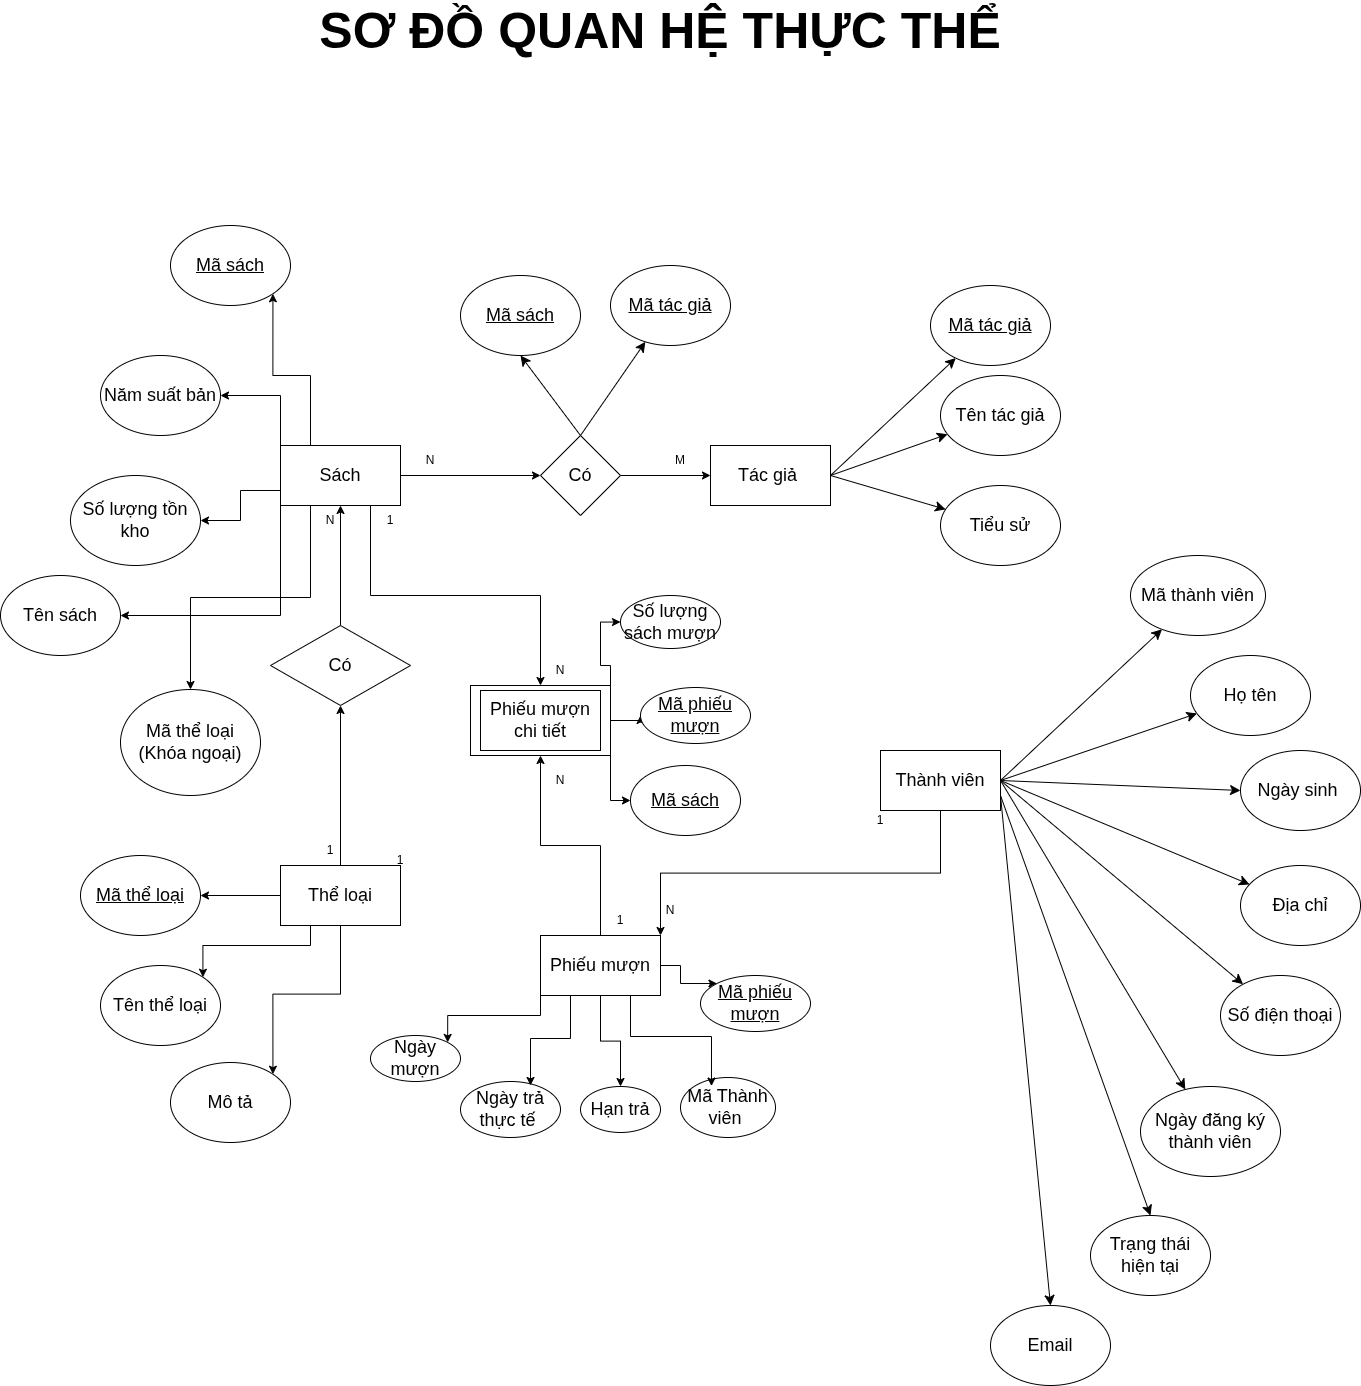 SƠ ĐỒ QUAN HỆ THỰC THỂ
Mã sách
Mã sách
Mã tác giả
Mã tác giả
Năm suất bản
Tên tác giả
Sách
N
Có
M
Tác giả
Số lượng tồn
kho
N
1
Tiểu sử
Tên sách
Số lượng
sách mượn
Mã thành viên
Có
N
Mã thể loại
(Khóa ngoại)
Phiếu mượn
chi tiết
Mã phiếu
mượn
Họ tên
N
Mã sách
Thành viên
Ngày sinh
1
1
1
Mã thể loại
Thể loại
1
N
Địa chỉ
Phiếu mượn
Tên thể loại
Mã phiếu
mượn
Số điện thoại
Ngày
mượn
Mô tả
Ngày trả
thực tế
Hạn trả
Mã Thành
viên
Ngày đăng ký
thành viên
Trạng thái
hiện tại
Email